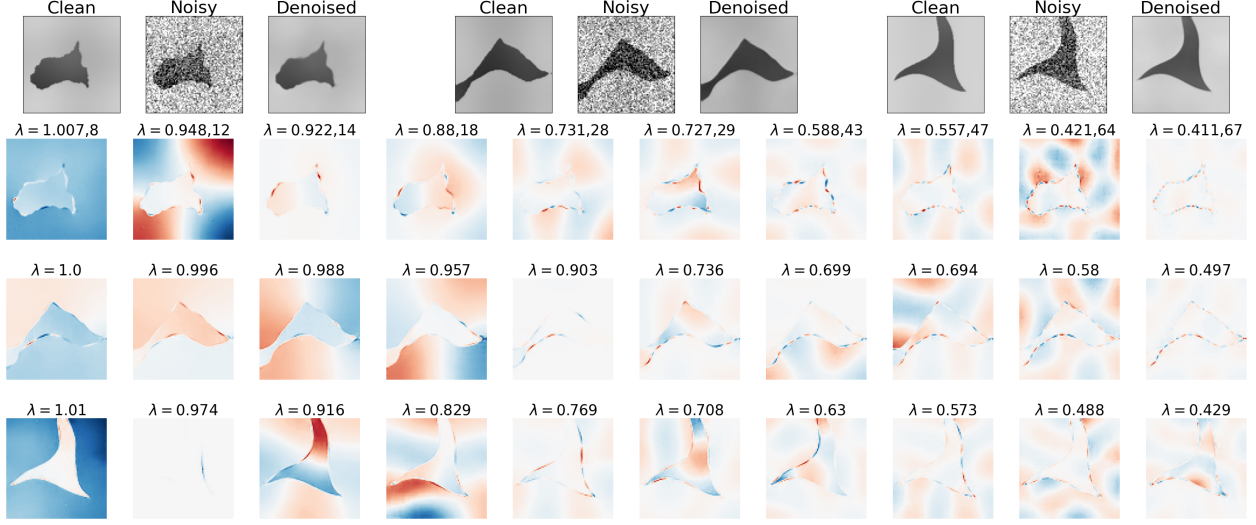 Clean Noisy Denoised Clean Noisy Denoised Clean Noisy Denoised
λ = 1.007,8 λ = 0.948,12 λ = 0.922,14 λ = 0.88,18 λ = 0.731,28 λ = 0.727,29 λ = 0.588,43 λ = 0.557,47 λ = 0.421,64 λ = 0.411,67
λ = 1.0 λ = 0.996 λ = 0.988 λ = 0.957 λ = 0.903 λ = 0.736 λ = 0.699 λ = 0.694 λ = 0.58 λ = 0.497
λ = 1.01 λ = 0.974 λ = 0.916 λ = 0.829 λ = 0.769 λ = 0.708 λ = 0.63 λ = 0.573 λ = 0.488 λ = 0.429